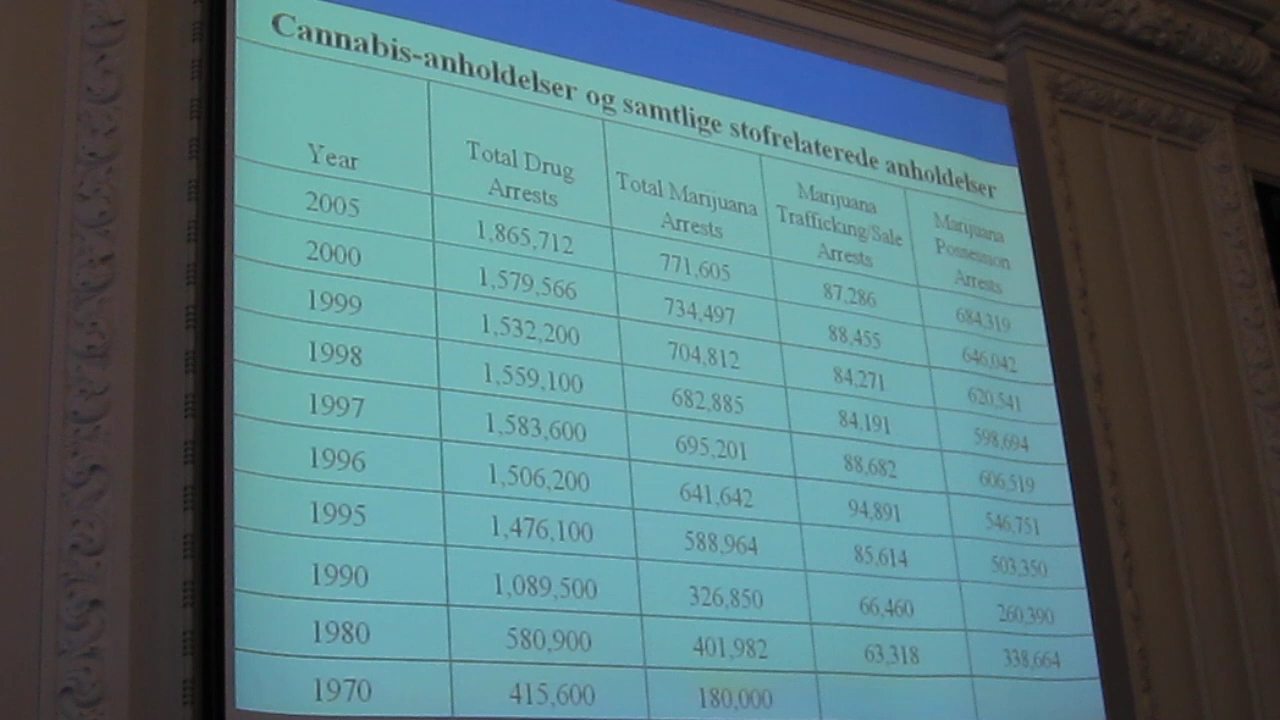 Cannabis-anholdelser og samtlige stofrelaterede anholdelser
Year Total Drug Arrests Total Marijuana Arrests Marijuana Trafficking/Sale Arrests Marijuana Possession Arrests
2005 1,865,712 771,605 87,286 684,319
2000 1,579,566 734,497 88,455 646,042
1999 1,532,200 704,812 84,271 620,541
1998 1,559,100 682,885 84,191 598,694
1997 1,583,600 695,201 88,682 606,519
1996 1,506,200 641,642 94,891 546,751
1995 1,476,100 588,964 85,614 503,350
1990 1,089,500 326,850 66,460 260,390
1980 580,900 401,982 63,318 338,664
1970 415,600 180,000